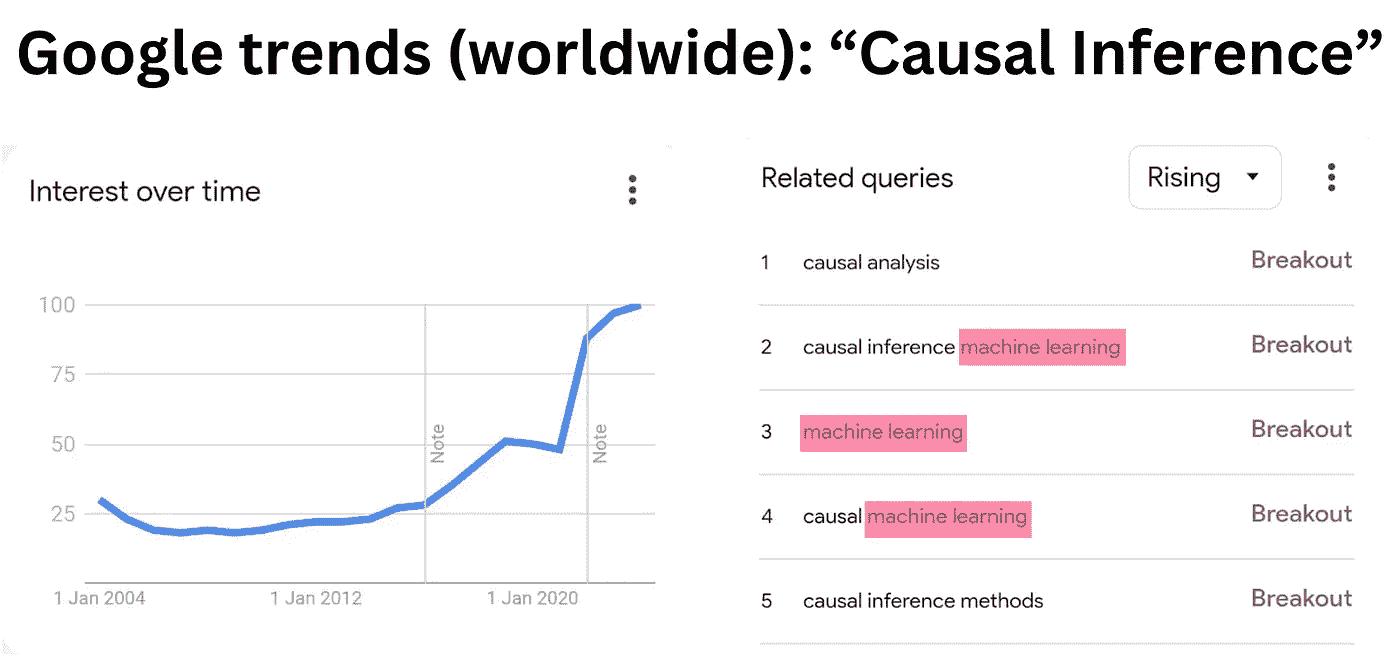 Google trends (worldwide): “Causal Inference”
Interest over time
100
75
50
25
Note
Note
1 Jan 2004
1 Jan 2012
1 Jan 2020
Related queries
Rising
1 causal analysis Breakout
2 causal inference machine learning Breakout
3 machine learning Breakout
4 causal machine learning Breakout
5 causal inference methods Breakout